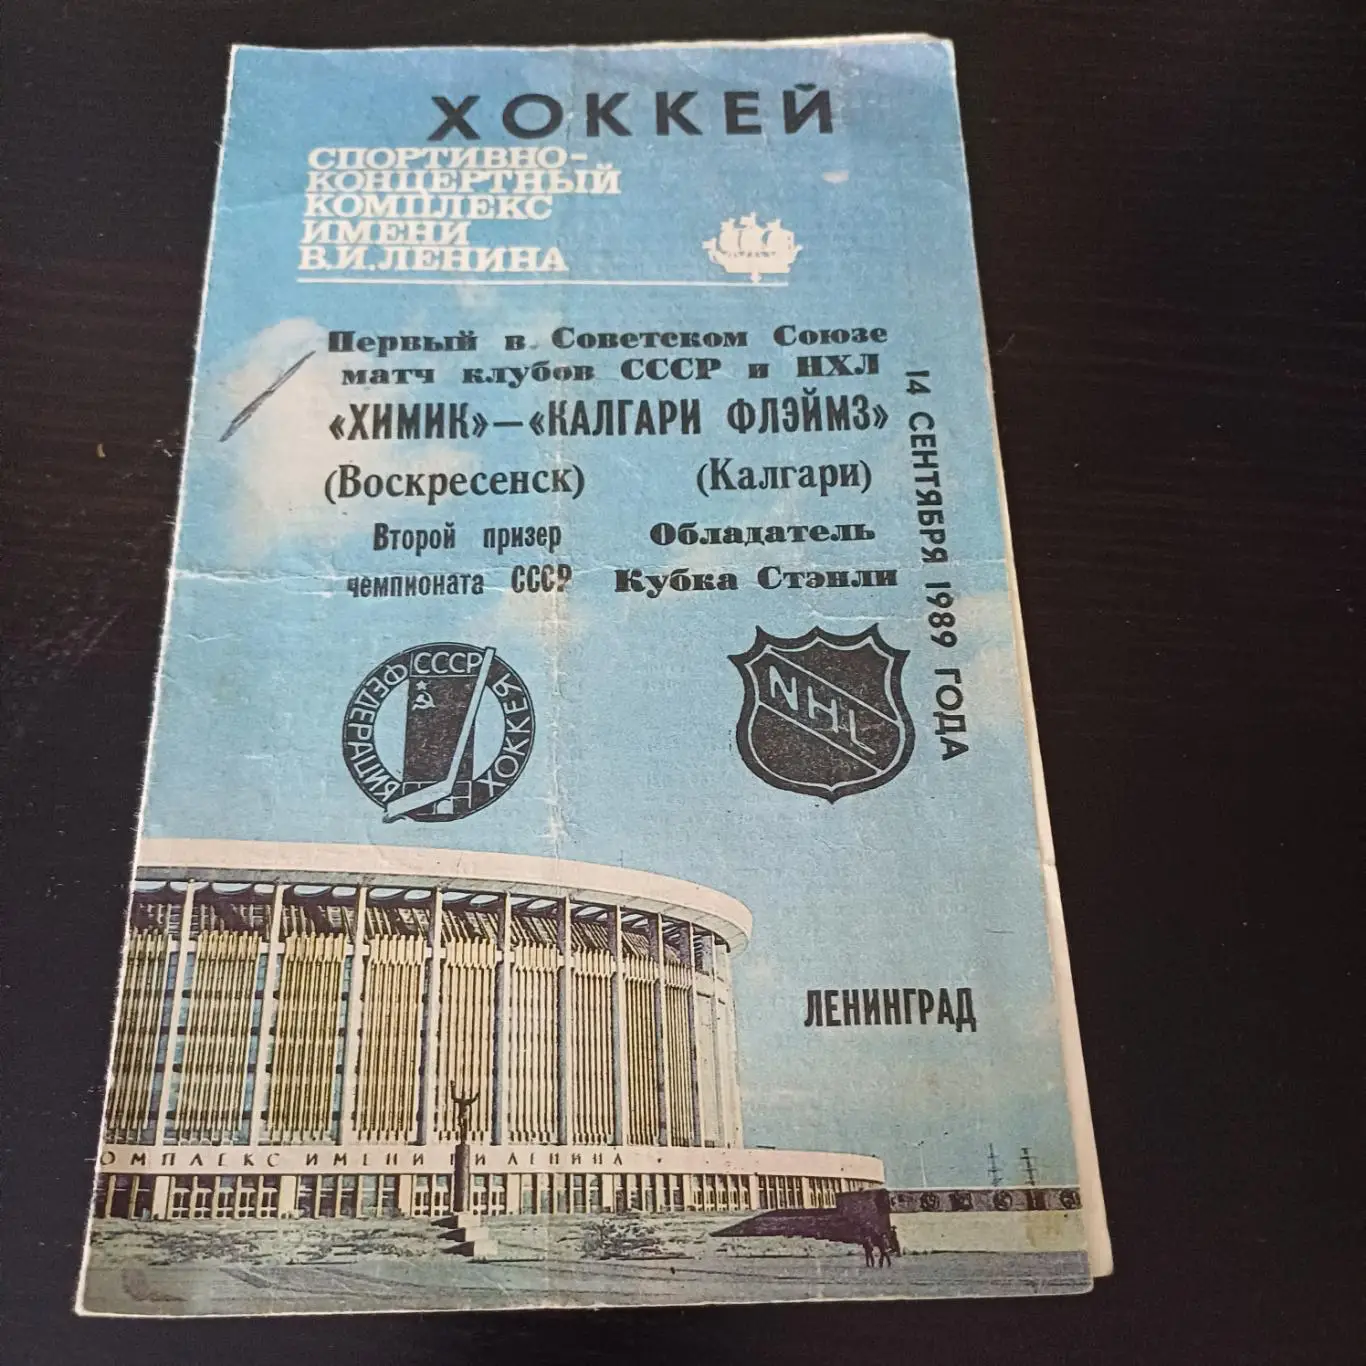 ХОККЕЙ
СПОРТИВНО-
КОНЦЕРТНЫЙ
КОМПЛЕКС
ИМЕНИ
В.И.ЛЕНИНА
Первый в Советском Союзе
матч клубов СССР и НХЛ
«ХИМИК»—«КАЛГАРИ ФЛЭЙМЗ»
(Воскресенск) (Калгари)
Второй призер Обладатель
чемпионата СССР Кубка Стэнли
14 СЕНТЯБРЯ 1989 ГОДА
СССР
ФЕДЕРАЦИЯ
ХОККЕЯ
NHL
ЛЕНИНГРАД
ОМПЛЕКС ИМЕНИ В И ЛЕНИНА